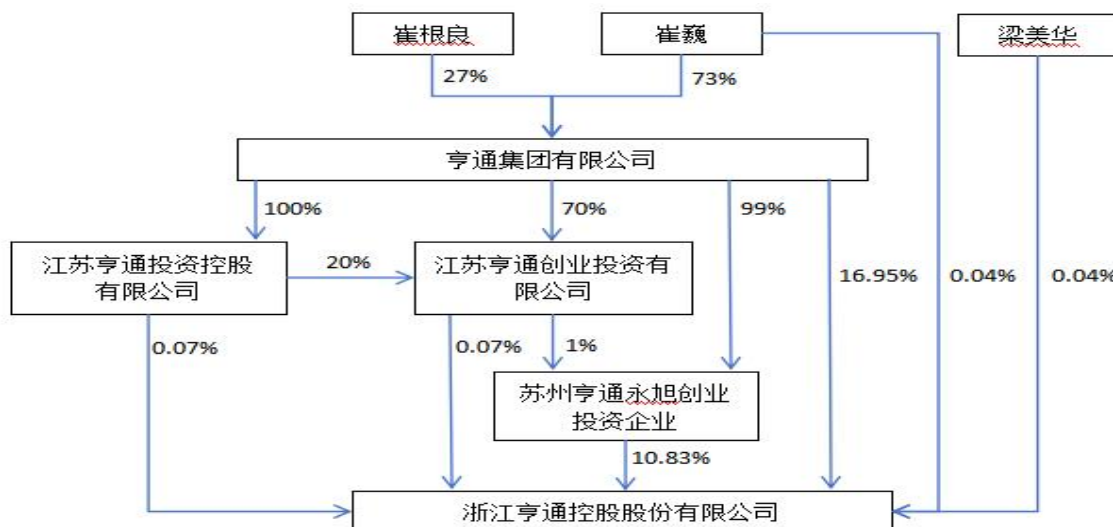 崔根良
崔巍
梁美华
27%
73%
亨通集团有限公司
100%
70%
99%
江苏亨通投资控股
有限公司
20%
江苏亨通创业投资有
限公司
16.95%
0.04%
0.04%
0.07%
0.07%
1%
苏州亨通永旭创业
投资企业
10.83%
浙江亨通控股股份有限公司